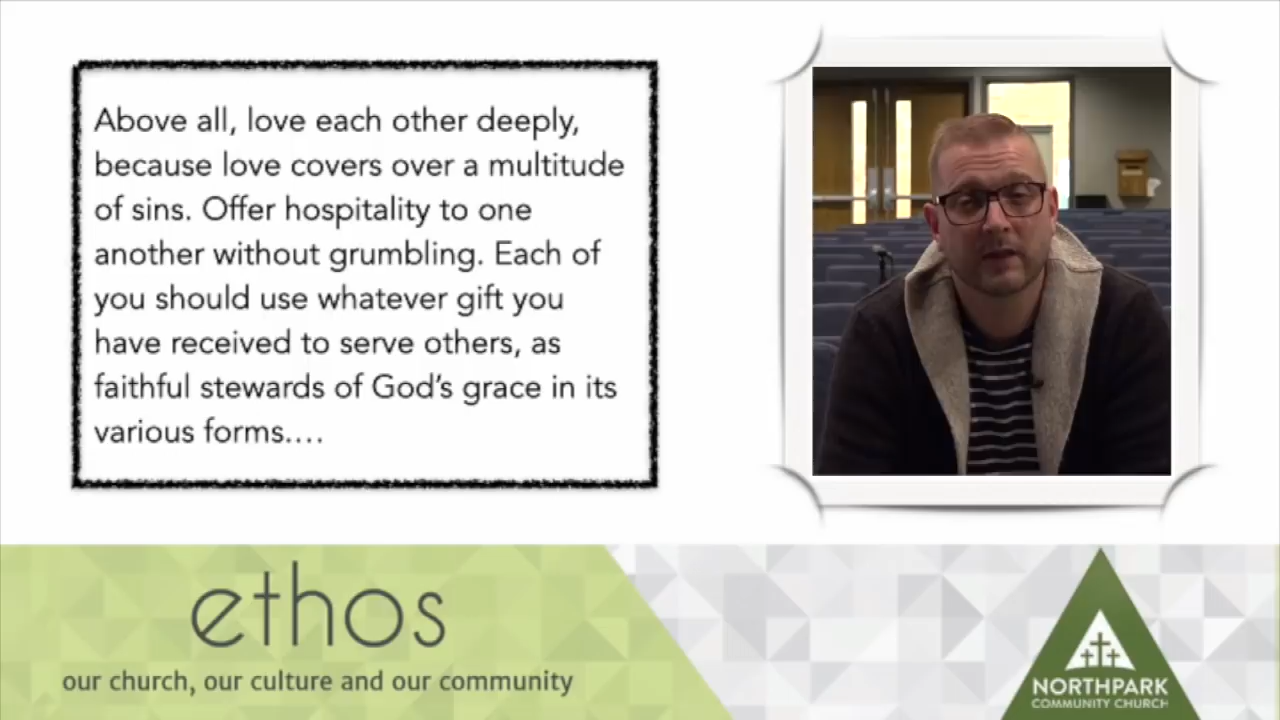 Above all, love each other deeply,
because love covers over a multitude
of sins. Offer hospitality to one
another without grumbling. Each of
you should use whatever gift you
have received to serve others, as
faithful stewards of God's grace in its
various forms....
ethos
our church, our culture and our community
NORTHPARK
COMMUNITY CHURCH